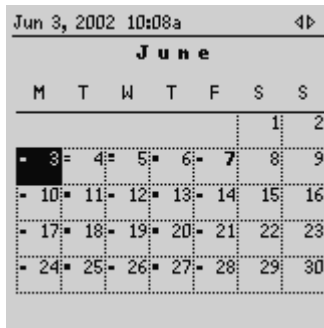 Jun 3, 2002 10:08a
June
M T W T F S S
1 2
3 4 5 6 7 8 9
10 11 12 13 14 15 16
17 18 19 20 21 22 23
24 25 26 27 28 29 30